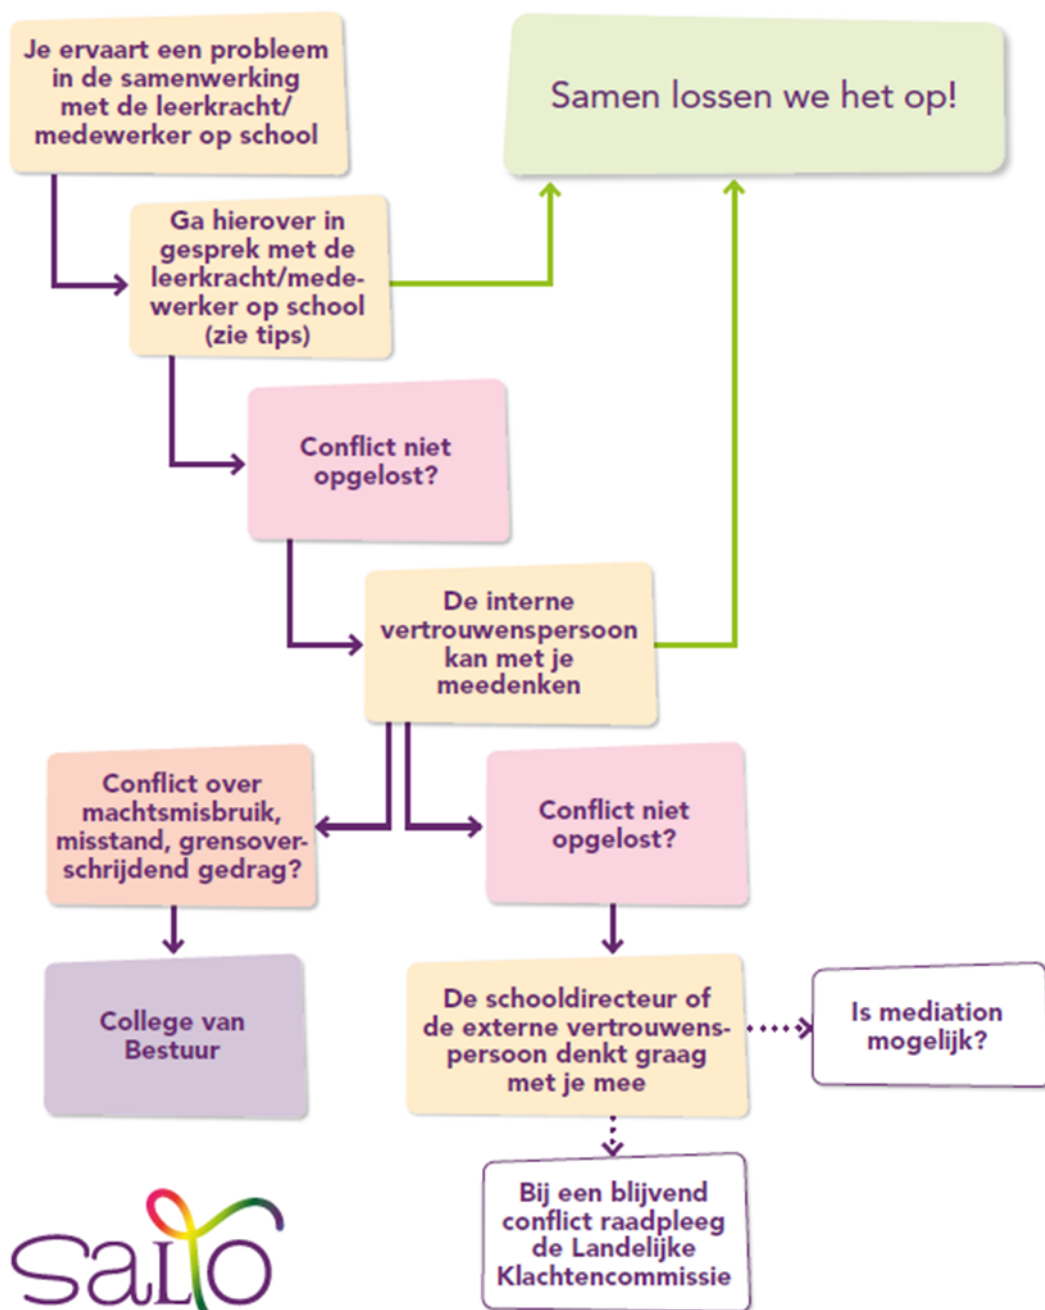 Je ervaart een probleem
in de samenwerking
met de leerkracht/
medewerker op school
Samen lossen we het op!
Ga hierover in
gesprek met de
leerkracht/mede-
werker op school
(zie tips)
Conflict niet
opgelost?
De interne
vertrouwenspersoon
kan met je
meedenken
Conflict over
machtsmisbruik,
misstand, grensover-
schrijdend gedrag?
Conflict niet
opgelost?
College van
Bestuur
De schooldirecteur of
de externe vertrouwens-
persoon denkt graag
met je mee
Is mediation
mogelijk?
Bij een blijvend
conflict raadpleeg
de Landelijke
Klachtencommissie
salto